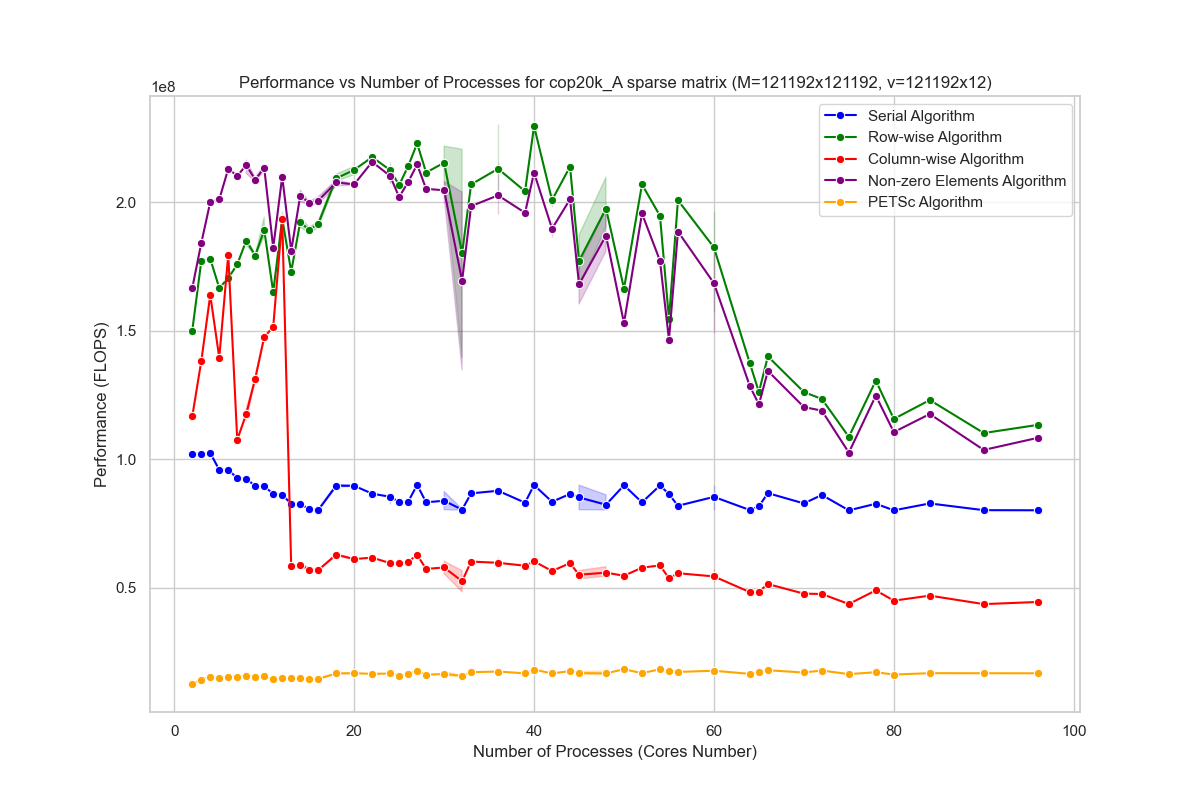 Performance vs Number of Processes for cop20k_A sparse matrix (M=121192x121192, v=121192x12)
1e8
Serial Algorithm
Row-wise Algorithm
Column-wise Algorithm
Non-zero Elements Algorithm
PETSc Algorithm
2.0
1.5
1.0
0.5
Performance (FLOPS)
0 20 40 60 80 100
Number of Processes (Cores Number)